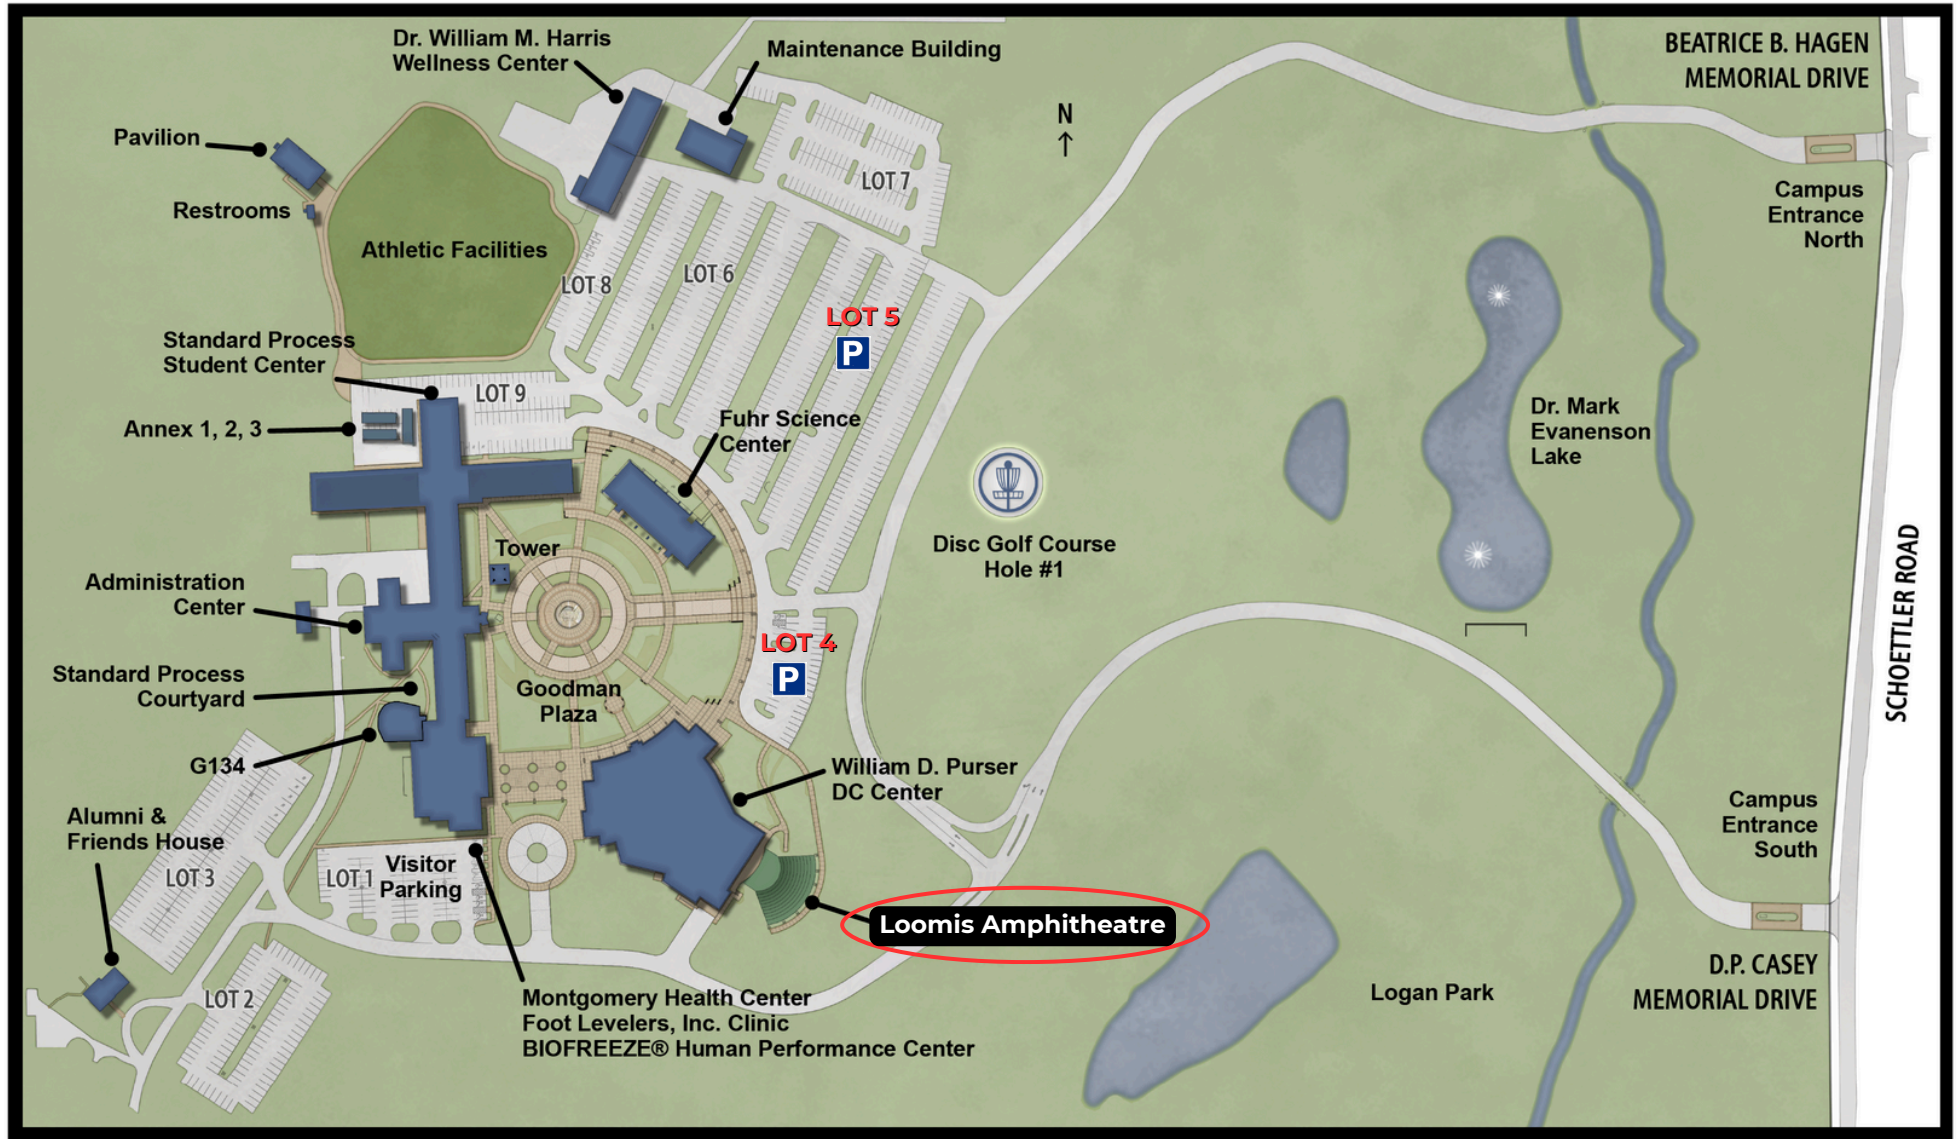 Dr. William M. Harris
Wellness Center
Maintenance Building
BEATRICE B. HAGEN
MEMORIAL DRIVE
N
Pavilion
Restrooms
Athletic Facilities
LOT 7
Campus
Entrance
North
LOT 8
LOT 6
LOT 5
P
Standard Process
Student Center
LOT 9
Annex 1, 2, 3
Fuhr Science
Center
Dr. Mark
Evanenson
Lake
Disc Golf Course
Hole #1
Tower
Administration
Center
SCHOETTLER ROAD
LOT 4
P
Standard Process
Courtyard
Goodman
Plaza
G134
William D. Purser
DC Center
Alumni &
Friends House
LOT 3
LOT 1
Visitor
Parking
Campus
Entrance
South
Loomis Amphitheatre
LOT 2
Montgomery Health Center
Foot Levelers, Inc. Clinic
BIOFREEZE® Human Performance Center
Logan Park
D.P. CASEY
MEMORIAL DRIVE